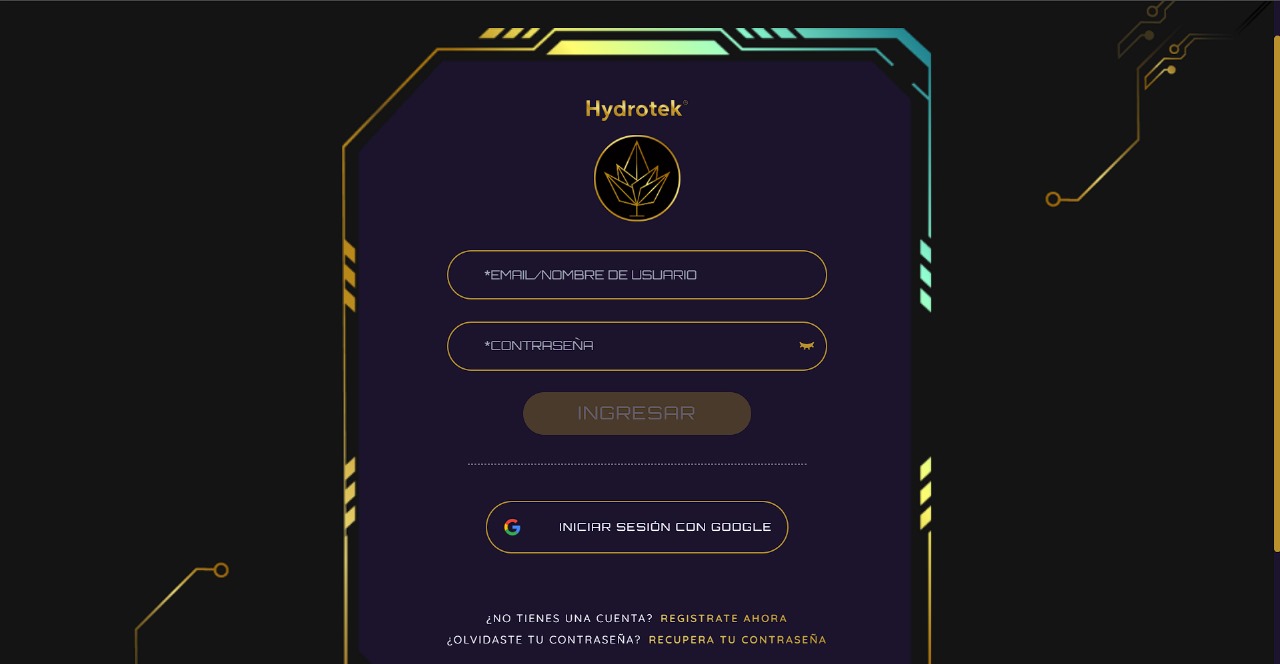 Hydrotek®
*EMAIL/NOMBRE DE USUARIO
*CONTRASEÑA
INGRESAR
INICIAR SESIÓN CON GOOGLE
¿NO TIENES UNA CUENTA? REGISTRATE AHORA
¿OLVIDASTE TU CONTRASEÑA? RECUPERA TU CONTRASEÑA